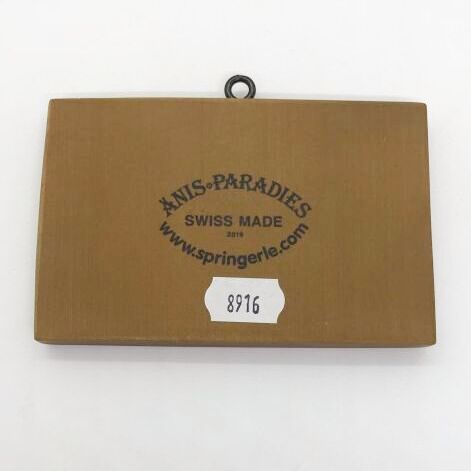 ANIS•PARADIES
SWISS MADE
2019
www.springerle.com
8916